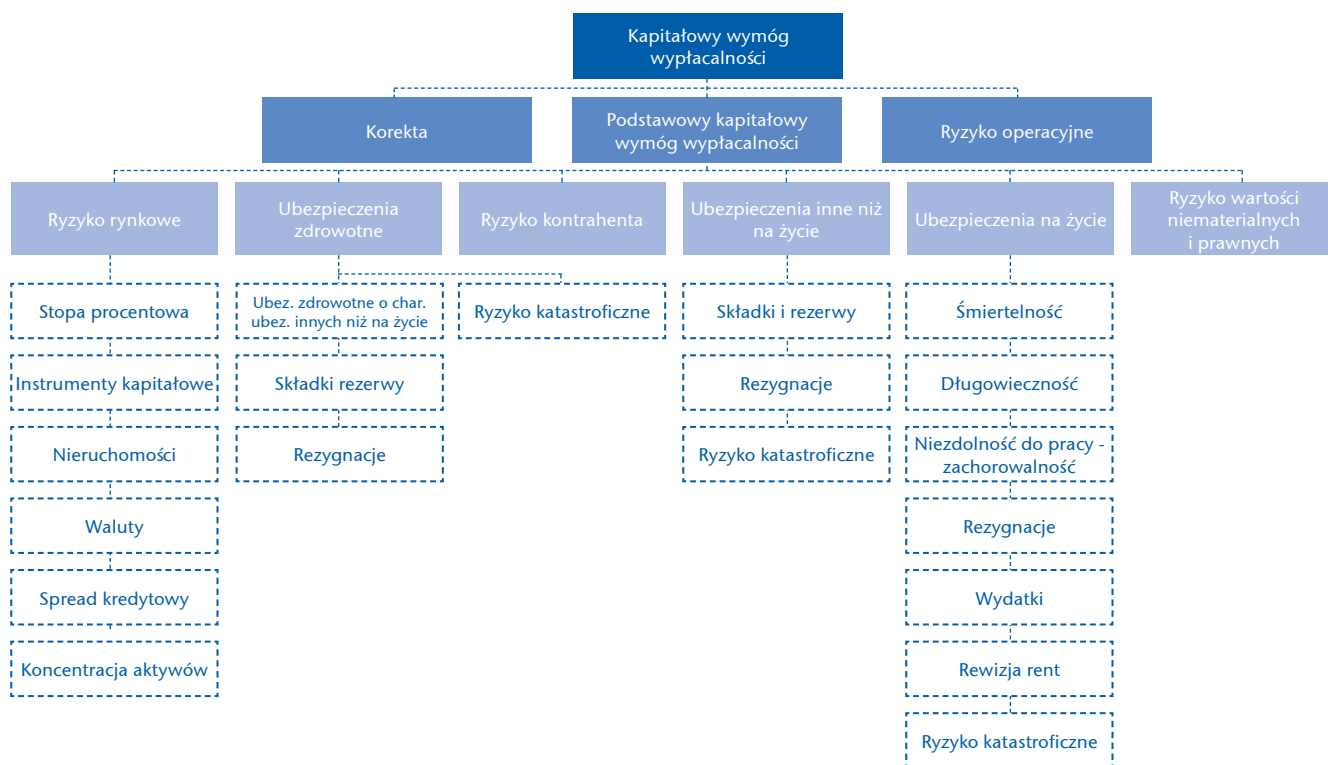 Kapitałowy wymóg
wypłacalności
Korekta
Podstawowy kapitałowy
wymóg wypłacalności
Ryzyko operacyjne
Ryzyko rynkowe
Ubezpieczenia
zdrowotne
Ryzyko kontrahenta
Ubezpieczenia inne niż
na życie
Ubezpieczenia na życie
Ryzyko wartości
niematerialnych
i prawnych
Stopa procentowa
Instrumenty kapitałowe
Nieruchomości
Waluty
Spread kredytowy
Koncentracja aktywów
Ubez. zdrowotne o char.
ubez. innych niż na życie
Składki rezerwy
Rezygnacje
Ryzyko katastroficzne
Składki i rezerwy
Rezygnacje
Ryzyko katastroficzne
Śmiertelność
Długowieczność
Niezdolność do pracy -
zachorowalność
Rezygnacje
Wydatki
Rewizja rent
Ryzyko katastroficzne